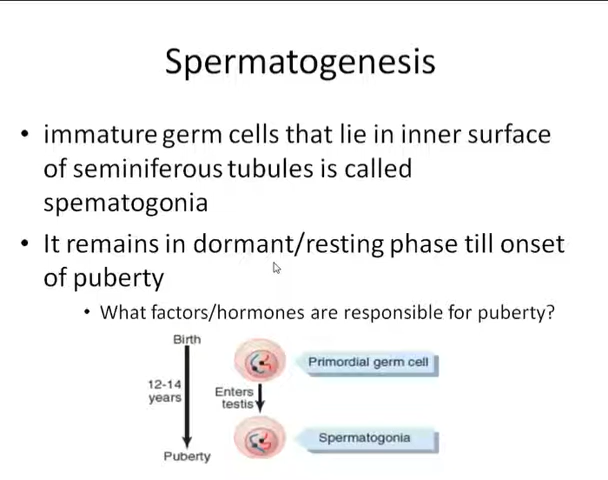 Spermatogenesis
• immature germ cells that lie in inner surface
of seminiferous tubules is called
spematogonia
• It remains in dormant/resting phase till onset
of puberty
• What factors/hormones are responsible for puberty?
Birth
Primordial germ cell
12-14
years
Enters
testis
Spermatogonia
Puberty